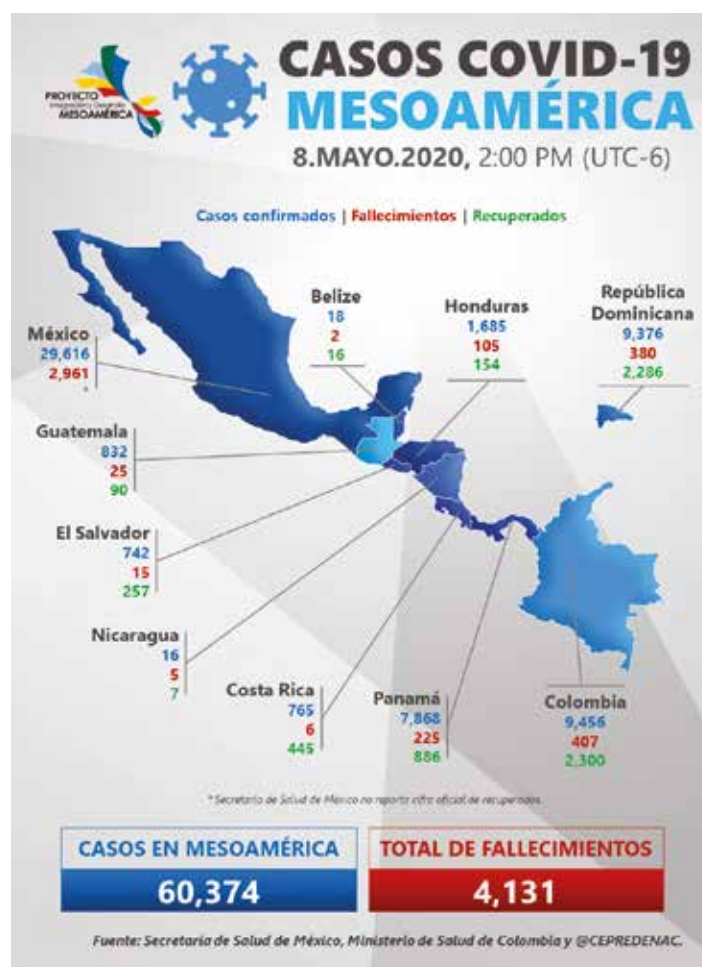 PROYECTO
Integración y Desarrollo
MESOAMÉRICA
CASOS COVID-19
MESOAMÉRICA
8.MAYO.2020, 2:00 PM (UTC-6)
Casos confirmados | Fallecimientos | Recuperados
México
29,616
2,961
*
Belize
18
2
16
Honduras
1,685
105
154
República
Dominicana
9,376
380
2,286
Guatemala
832
25
90
El Salvador
742
15
257
Nicaragua
16
5
7
Costa Rica
765
6
445
Panamá
7,868
225
886
Colombia
9,456
407
2,300
* Secretaría de Salud de México no reporta cifra oficial de recuperados.
CASOS EN MESOAMÉRICA
60,374
TOTAL DE FALLECIMIENTOS
4,131
Fuente: Secretaría de Salud de México, Ministerio de Salud de Colombia y @CEPREDENAC.